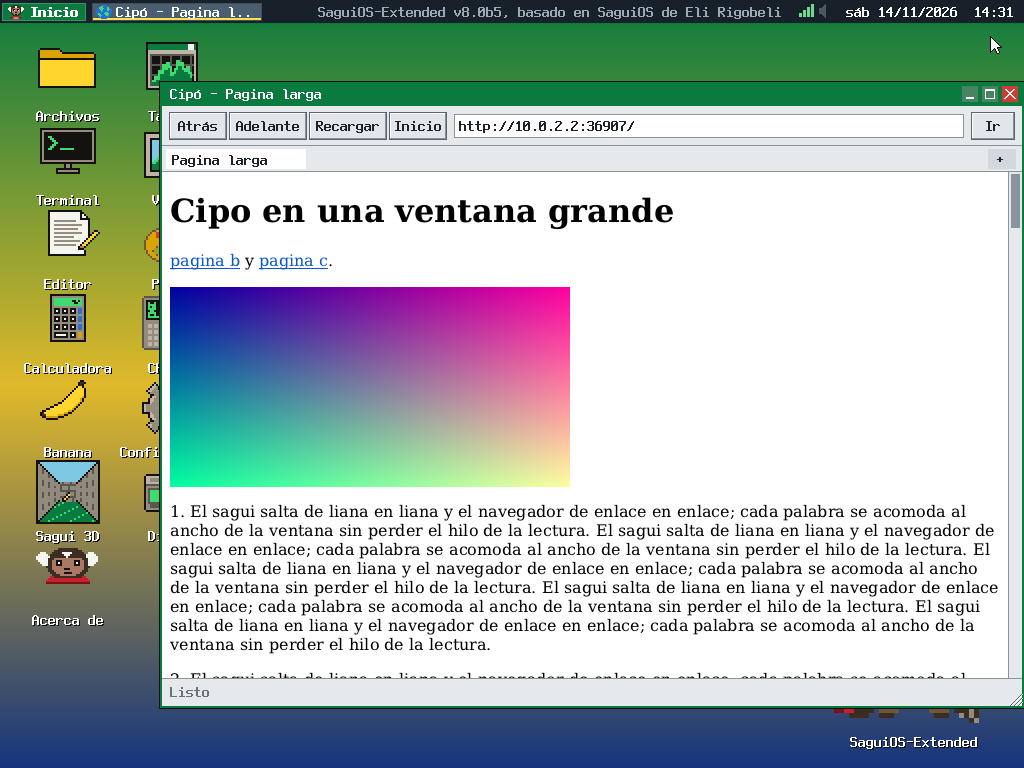 Inicio
Cipó - Pagina l..
SaguiOS-Extended v8.0b5, basado en SaguiOS de Eli Rigobeli
sáb 14/11/2026
14:31
Archivos
Terminal
Editor
Calculadora
Banana
Sagui 3D
Acerca de
Cipó - Pagina larga
Atrás
Adelante
Recargar
Inicio
http://10.0.2.2:36907/
Ir
Pagina larga
+
Cipo en una ventana grande
pagina b y pagina c.
1. El sagui salta de liana en liana y el navegador de enlace en enlace; cada palabra se acomoda al
ancho de la ventana sin perder el hilo de la lectura. El sagui salta de liana en liana y el navegador de
enlace en enlace; cada palabra se acomoda al ancho de la ventana sin perder el hilo de la lectura. El
sagui salta de liana en liana y el navegador de enlace en enlace; cada palabra se acomoda al ancho
de la ventana sin perder el hilo de la lectura. El sagui salta de liana en liana y el navegador de enlace
en enlace; cada palabra se acomoda al ancho de la ventana sin perder el hilo de la lectura. El sagui
salta de liana en liana y el navegador de enlace en enlace; cada palabra se acomoda al ancho de la
ventana sin perder el hilo de la lectura.
Listo
SaguiOS-Extended